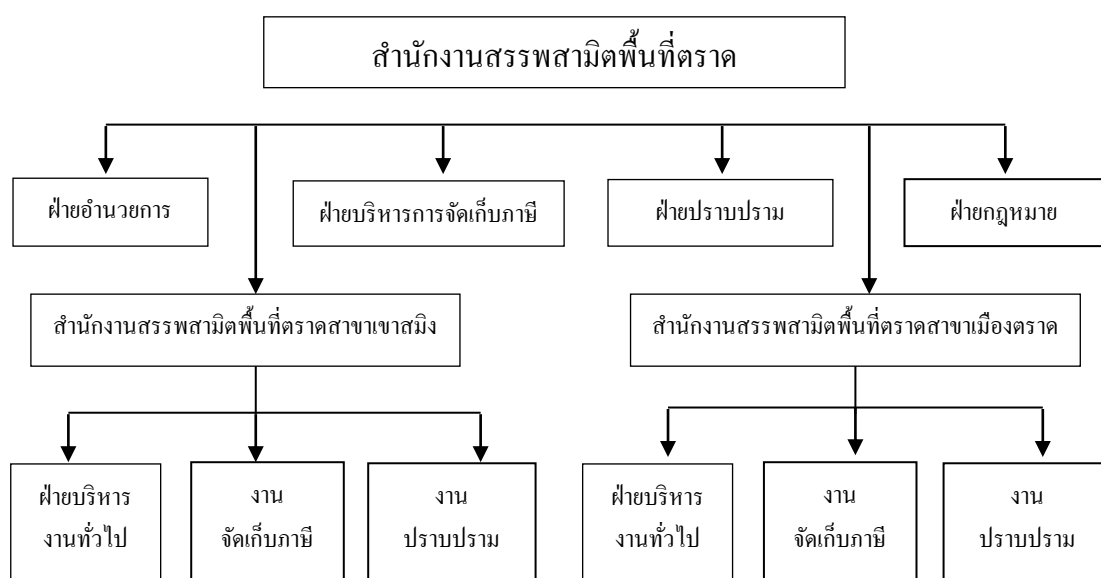 สำนักงานสรรพสามิตพื้นที่ตราด
ฝ่ายอำนวยการ
ฝ่ายบริหารการจัดเก็บภาษี
ฝ่ายปราบปราม
ฝ่ายกฎหมาย
สำนักงานสรรพสามิตพื้นที่ตราดสาขาเขาสมิง
สำนักงานสรรพสามิตพื้นที่ตราดสาขาเมืองตราด
ฝ่ายบริหาร
งานทั่วไป
งาน
จัดเก็บภาษี
งาน
ปราบปราม
ฝ่ายบริหาร
งานทั่วไป
งาน
จัดเก็บภาษี
งาน
ปราบปราม